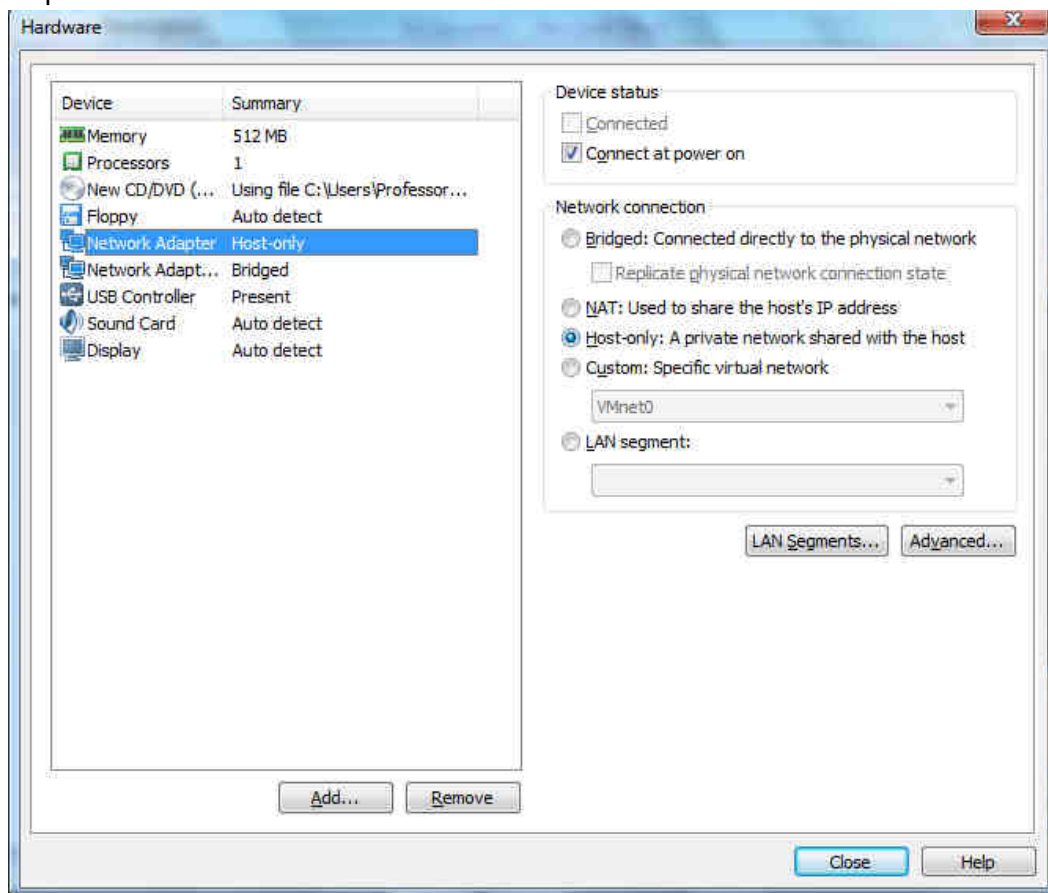 Hardware
Device Summary
Memory 512 MB
Processors 1
New CD/DVD (... Using file C:\Users\Professor...
Floppy Auto detect
Network Adapter Host-only
Network Adapt... Bridged
USB Controller Present
Sound Card Auto detect
Display Auto detect
Add... Remove
Device status
Connected
Connect at power on
Network connection
Bridged: Connected directly to the physical network
Replicate physical network connection state
NAT: Used to share the host's IP address
Host-only: A private network shared with the host
Custom: Specific virtual network
VMnet0
LAN segment:
LAN Segments... Advanced...
Close Help